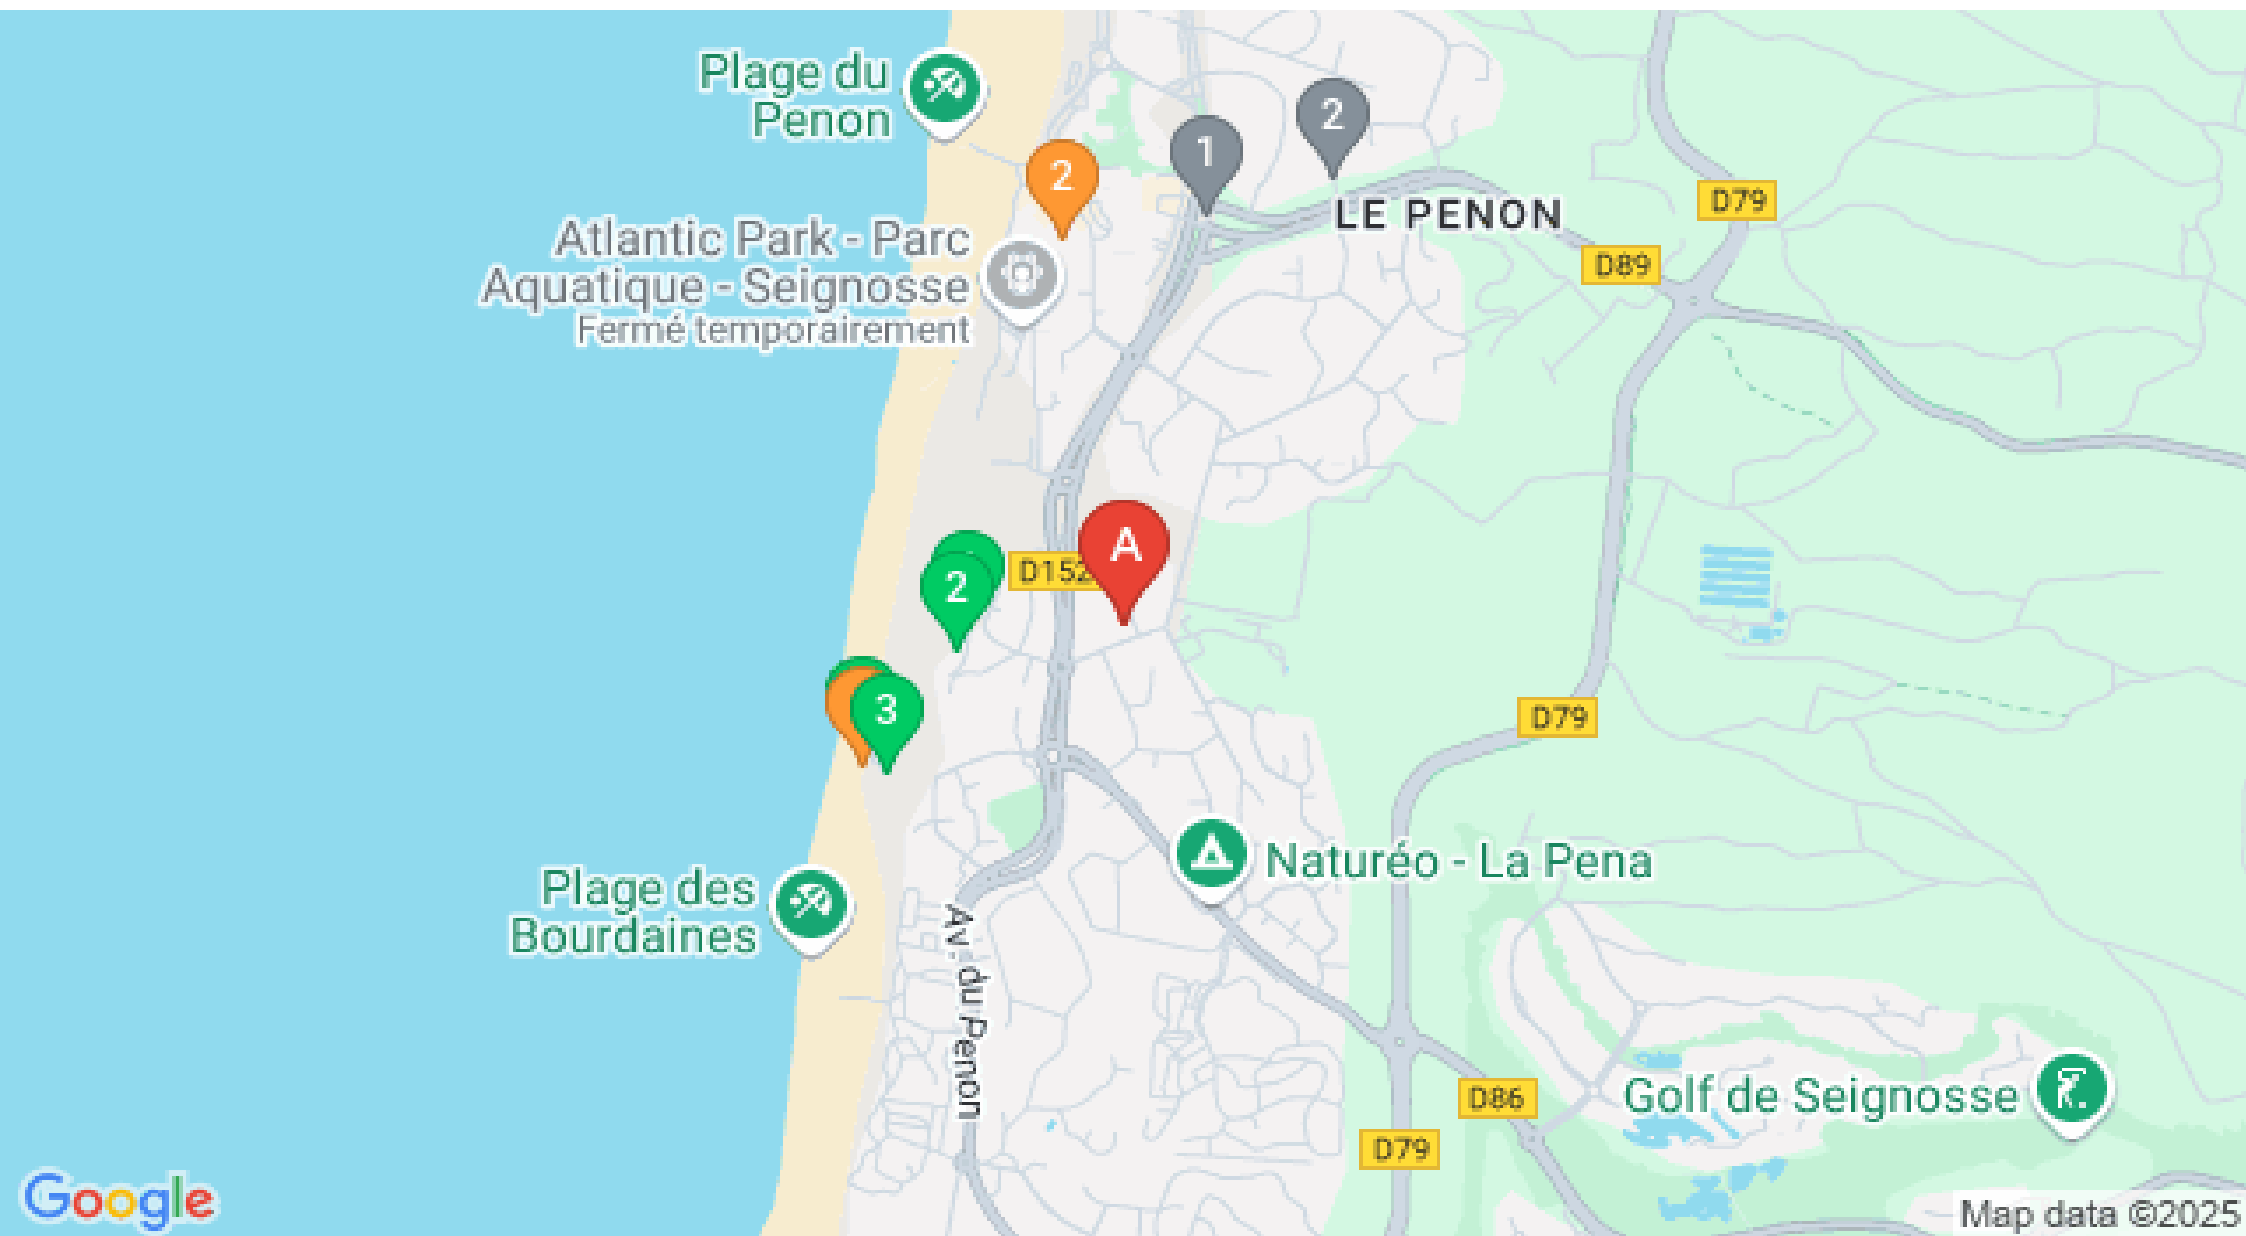 Plage du
Penon
2
1
2
LE PENON
D79
Atlantic Park - Parc
Aquatique - Seignosse
Fermé temporairement
D89
A
D152
2
3
D79
Plage des
Bourdaines
Naturéo - La Pena
Av. du Penon
D86
Golf de Seignosse
D79
Google
Map data ©2025